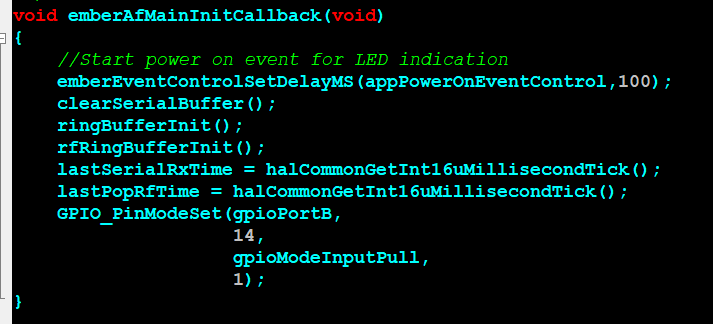 void emberAfMainInitCallback(void)
{
//Start power on event for LED indication
emberEventControlSetDelayMS(appPowerOnEventControl,100);
clearSerialBuffer();
ringBufferInit();
rfRingBufferInit();
lastSerialRxTime = halCommonGetInt16uMillisecondTick();
lastPopRfTime = halCommonGetInt16uMillisecondTick();
GPIO_PinModeSet(gpioPortB,
14,
gpioModeInputPull,
1);
}